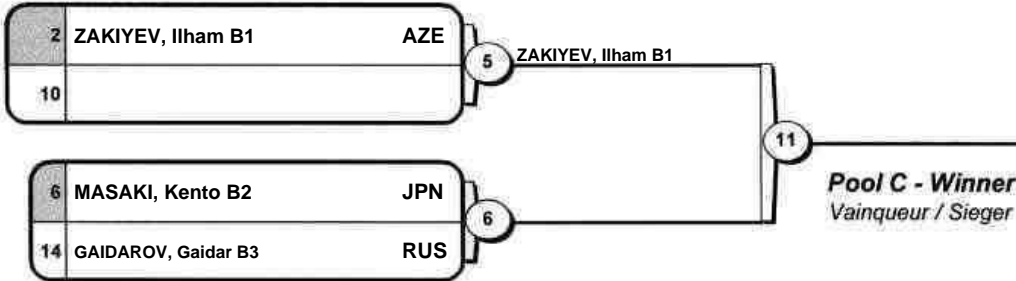 2 ZAKIYEV, Ilham B1 AZE
10
5 ZAKIYEV, Ilham B1
6 MASAKI, Kento B2 JPN
14 GAIDAROV, Gaidar B3 RUS
6
11
Pool C - Winner
Vainqueur / Sieger